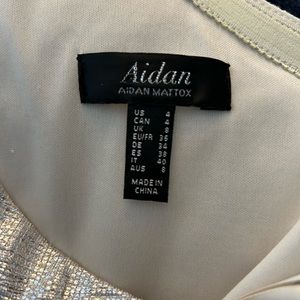 Aidan
AIDAN MATTOX
US 4
CAN 4
UK 8
EU/FR 36
DE 34
ES 38
IT 40
AUS 8
MADE IN
CHINA